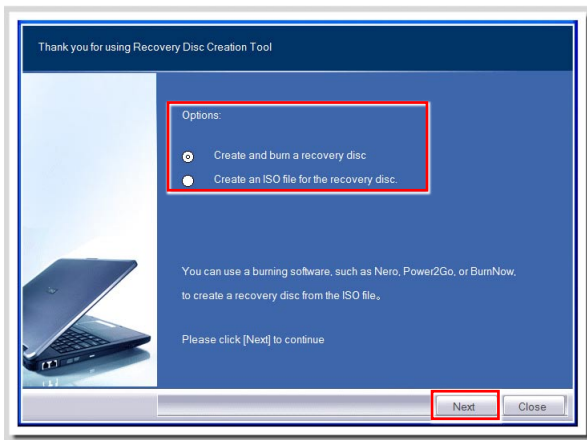 Thank you for using Recovery Disc Creation Tool
Options:
Create and burn a recovery disc
Create an ISO file for the recovery disc.
You can use a burning software, such as Nero, Power2Go, or BurnNow,
to create a recovery disc from the ISO file。
Please click [Next] to continue
Next
Close